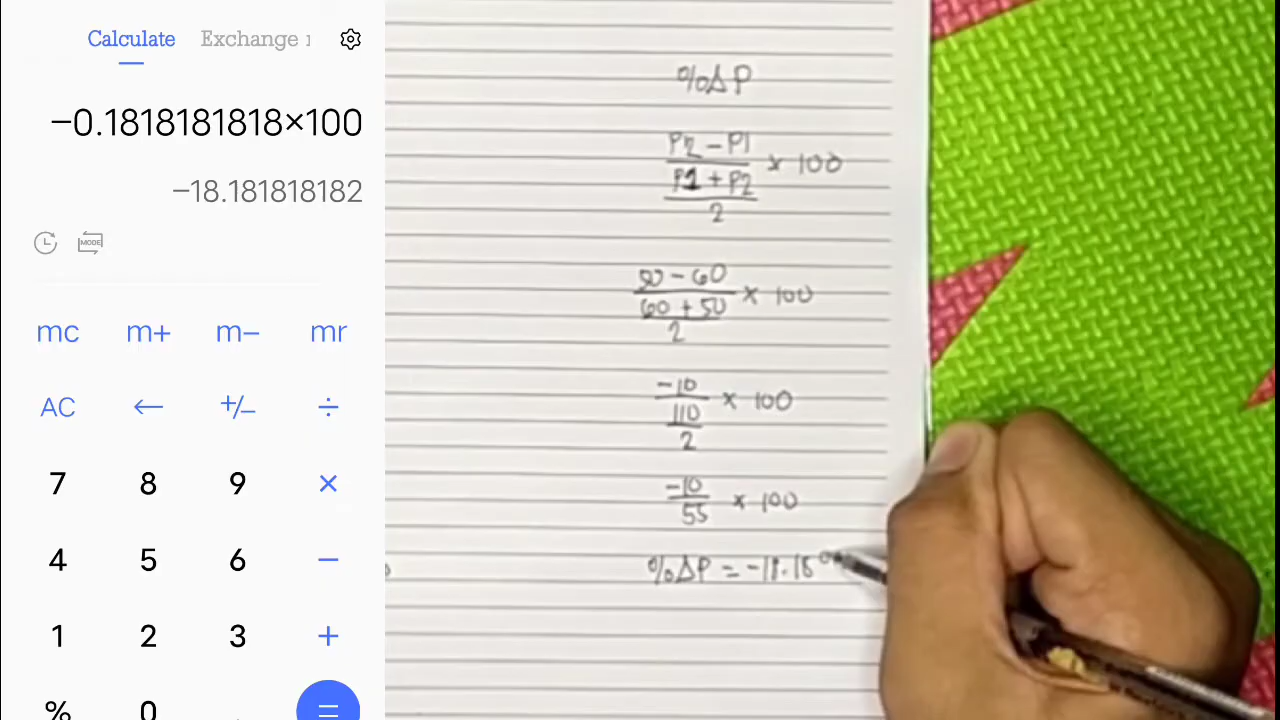 Calculate Exchange r
−0.1818181818×100
−18.181818182
MODE
mc m+ m− mr
AC ← +/− ÷
7 8 9 ×
4 5 6 −
1 2 3 +
% 0 . =
%ΔP
P2 − P1
P1 + P2
2
× 100
50 − 60
60 + 50
2
× 100
−10
110
2
× 100
−10
55
× 100
%ΔP = −18.18%